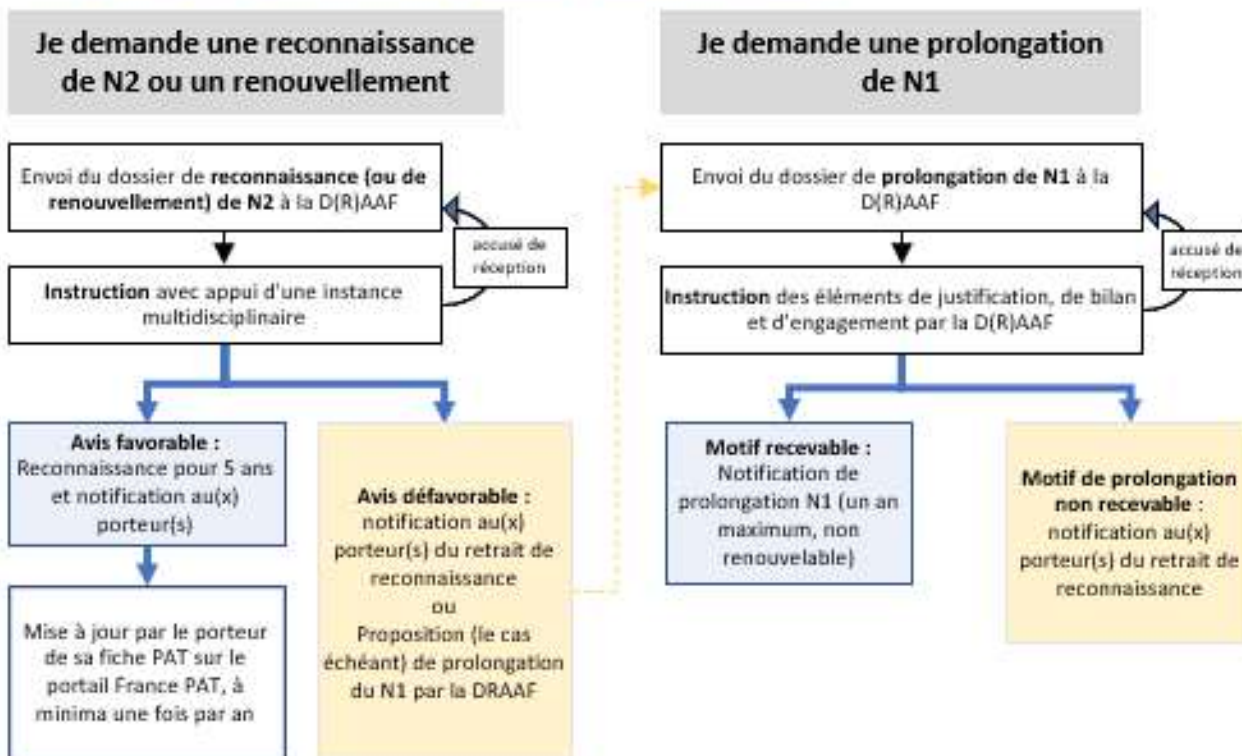 Je demande une reconnaissance
de N2 ou un renouvellement
Envoi du dossier de reconnaissance (ou de
renouvellement) de N2 à la D(R)AAF
accusé de
réception
Instruction avec appui d'une instance
multidisciplinaire
Avis favorable :
Reconnaissance pour 5 ans
et notification au(x)
porteur(s)
Mise à jour par le porteur
de sa fiche PAT sur le
portail France PAT, à
minima une fois par an
Avis défavorable :
notification au(x)
porteur(s) du retrait de
reconnaissance
ou
Proposition (le cas
échéant) de prolongation
du N1 par la DRAAF
Je demande une prolongation
de N1
Envoi du dossier de prolongation de N1 à la
D(R)AAF
accusé de
réception
Instruction des éléments de justification, de bilan
et d'engagement par la D(R)AAF
Motif recevable :
Notification de
prolongation N1 (un an
maximum, non
renouvelable)
Motif de prolongation
non recevable :
notification au(x)
porteur(s) du retrait de
reconnaissance